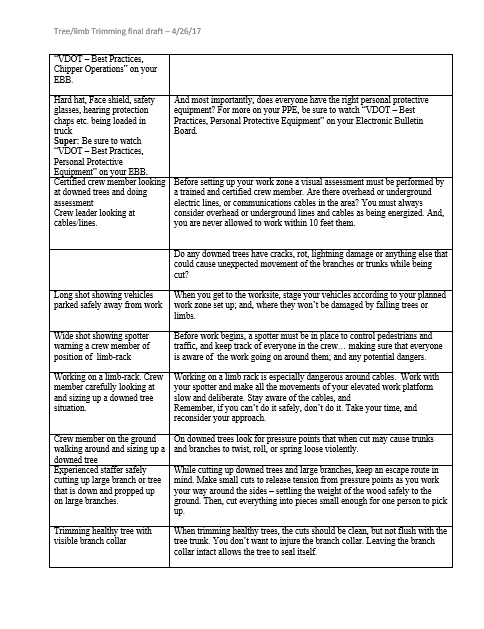 Tree/limb Trimming final draft – 4/26/17
“VDOT – Best Practices,
Chipper Operations” on your
EBB.
Hard hat, Face shield, safety
glasses, hearing protection
chaps etc. being loaded in
truck
Super: Be sure to watch
“VDOT – Best Practices,
Personal Protective
Equipment” on your EBB.
And most importantly, does everyone have the right personal protective
equipment? For more on your PPE, be sure to watch “VDOT – Best
Practices, Personal Protective Equipment” on your Electronic Bulletin
Board.
Certified crew member looking
at downed trees and doing
assessment
Crew leader looking at
cables/lines.
Before setting up your work zone a visual assessment must be performed by
a trained and certified crew member. Are there overhead or underground
electric lines, or communications cables in the area? You must always
consider overhead or underground lines and cables as being energized. And,
you are never allowed to work within 10 feet them.
Do any downed trees have cracks, rot, lightning damage or anything else that
could cause unexpected movement of the branches or trunks while being
cut?
Long shot showing vehicles
parked safely away from work
When you get to the worksite, stage your vehicles according to your planned
work zone set up; and, where they won’t be damaged by falling trees or
limbs.
Wide shot showing spotter
warning a crew member of
position of limb-rack
Before work begins, a spotter must be in place to control pedestrians and
traffic, and keep track of everyone in the crew… making sure that everyone
is aware of the work going on around them; and any potential dangers.
Working on a limb-rack. Crew
member carefully looking at
and sizing up a downed tree
situation.
Working on a limb rack is especially dangerous around cables. Work with
your spotter and make all the movements of your elevated work platform
slow and deliberate. Stay aware of the cables, and
Remember, if you can’t do it safely, don’t do it. Take your time, and
reconsider your approach.
Crew member on the ground
walking around and sizing up a
downed tree
On downed trees look for pressure points that when cut may cause trunks
and branches to twist, roll, or spring loose violently.
Experienced staffer safely
cutting up large branch or tree
that is down and propped up
on large branches.
While cutting up downed trees and large branches, keep an escape route in
mind. Make small cuts to release tension from pressure points as you work
your way around the sides – settling the weight of the wood safely to the
ground. Then, cut everything into pieces small enough for one person to pick
up.
Trimming healthy tree with
visible branch collar
When trimming healthy trees, the cuts should be clean, but not flush with the
tree trunk. You don’t want to injure the branch collar. Leaving the branch
collar intact allows the tree to seal itself.